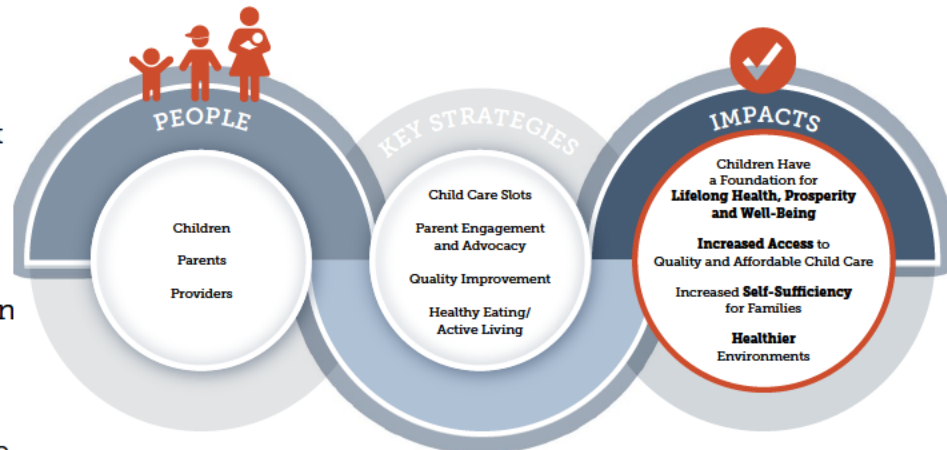 PEOPLE
Children
Parents
Providers
KEY STRATEGIES
Child Care Slots
Parent Engagement
and Advocacy
Quality Improvement
Healthy Eating/
Active Living
IMPACTS
Children Have
a Foundation for
Lifelong Health, Prosperity
and Well-Being
Increased Access to
Quality and Affordable Child Care
Increased Self-Sufficiency
for Families
Healthier
Environments